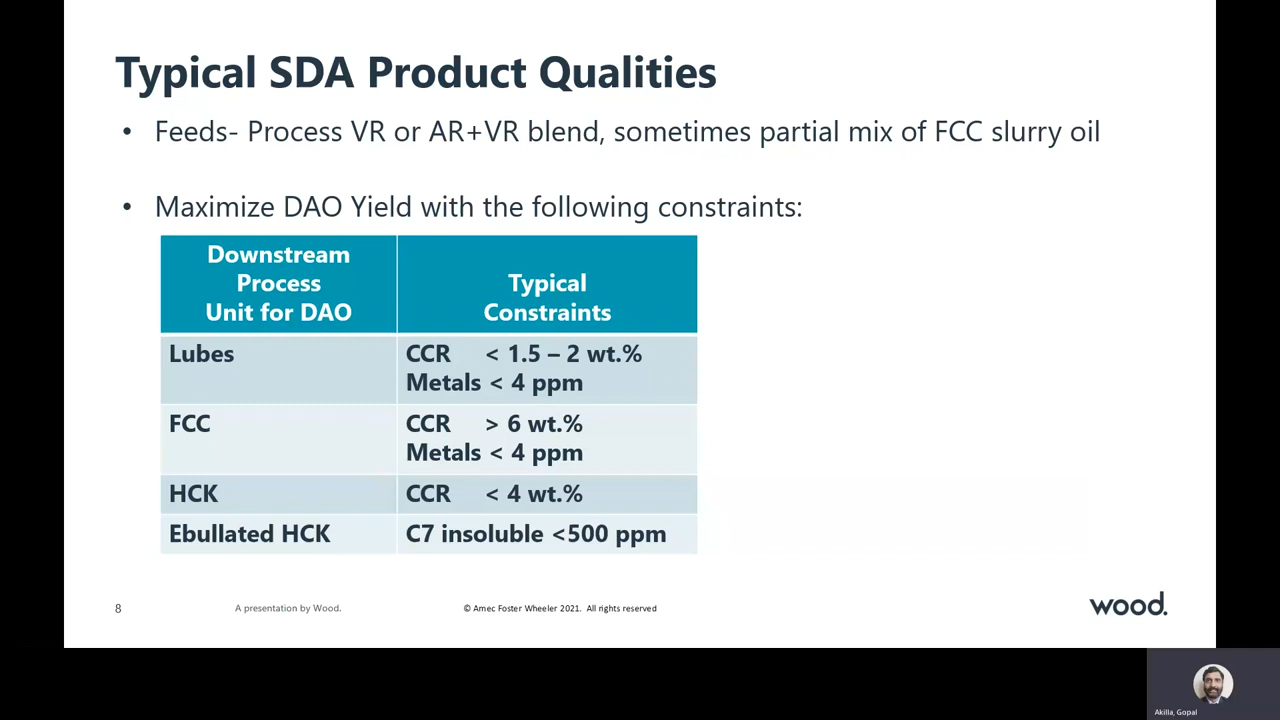 Typical SDA Product Qualities
• Feeds- Process VR or AR+VR blend, sometimes partial mix of FCC slurry oil
• Maximize DAO Yield with the following constraints:
Downstream
Process
Unit for DAO
Typical
Constraints
Lubes
CCR < 1.5 – 2 wt.%
Metals < 4 ppm
FCC
CCR > 6 wt.%
Metals < 4 ppm
HCK
CCR < 4 wt.%
Ebullated HCK
C7 insoluble <500 ppm
8
A presentation by Wood.
© Amec Foster Wheeler 2021. All rights reserved
wood.
Akilla, Gopal